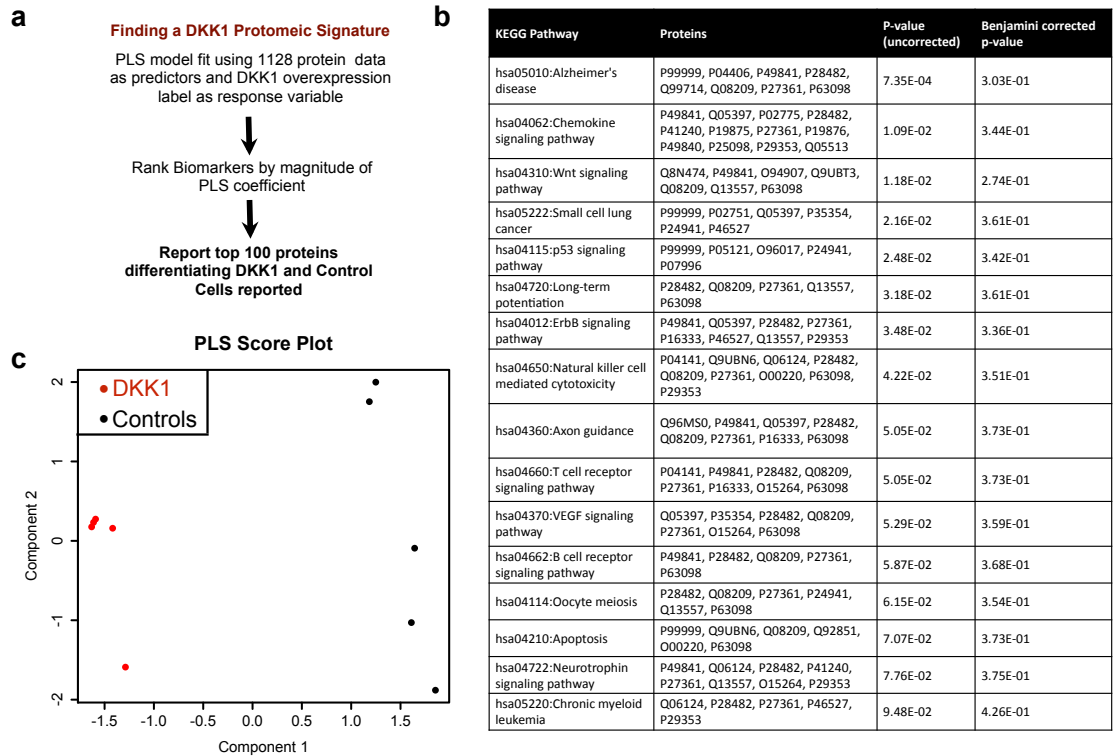 a
Finding a DKK1 Protomeic Signature
PLS model fit using 1128 protein data
as predictors and DKK1 overexpression
label as response variable
Rank Biomarkers by magnitude of
PLS coefficient
Report top 100 proteins
differentiating DKK1 and Control
Cells reported
b
KEGG Pathway Proteins P-value (uncorrected) Benjamini corrected p-value
hsa05010:Alzheimer's disease P99999, P04406, P49841, P28482, Q99714, Q08209, P27361, P63098 7.35E-04 3.03E-01
hsa04062:Chemokine signaling pathway P49841, Q05397, P02775, P28482, P41240, P19875, P27361, P19876, P49840, P25098, P29353, Q05513 1.09E-02 3.44E-01
hsa04310:Wnt signaling pathway Q8N474, P49841, O94907, Q9UBT3, Q08209, Q13557, P63098 1.18E-02 2.74E-01
hsa05222:Small cell lung cancer P99999, P02751, Q05397, P35354, P24941, P46527 2.16E-02 3.61E-01
hsa04115:p53 signaling pathway P99999, P05121, O96017, P24941, P07996 2.48E-02 3.42E-01
hsa04720:Long-term potentiation P28482, Q08209, P27361, Q13557, P63098 3.18E-02 3.61E-01
hsa04012:ErbB signaling pathway P49841, Q05397, P28482, P27361, P16333, P46527, Q13557, P29353 3.48E-02 3.36E-01
hsa04650:Natural killer cell mediated cytotoxicity P04141, Q9UBN6, Q06124, P28482, Q08209, P27361, O00220, P63098, P29353 4.22E-02 3.51E-01
hsa04360:Axon guidance Q96MS0, P49841, Q05397, P28482, Q08209, P27361, P16333, P63098 5.05E-02 3.73E-01
hsa04660:T cell receptor signaling pathway P04141, P49841, P28482, Q08209, P27361, P16333, O15264, P63098 5.05E-02 3.73E-01
hsa04370:VEGF signaling pathway Q05397, P35354, P28482, Q08209, P27361, O15264, P63098 5.29E-02 3.59E-01
hsa04662:B cell receptor signaling pathway P49841, P28482, Q08209, P27361, P63098 5.87E-02 3.68E-01
hsa04114:Oocyte meiosis P28482, Q08209, P27361, P24941, Q13557, P63098 6.15E-02 3.54E-01
hsa04210:Apoptosis P99999, Q9UBN6, Q08209, Q92851, O00220, P63098 7.07E-02 3.73E-01
hsa04722:Neurotrophin signaling pathway P49841, Q06124, P28482, P41240, P27361, Q13557, O15264, P29353 7.76E-02 3.75E-01
hsa05220:Chronic myeloid leukemia Q06124, P28482, P27361, P46527, P29353 9.48E-02 4.26E-01
c
PLS Score Plot
DKK1
Controls
Component 2
2
1
0
-1
-2
-1.5 -1.0 -0.5 0.0 0.5 1.0 1.5
Component 1